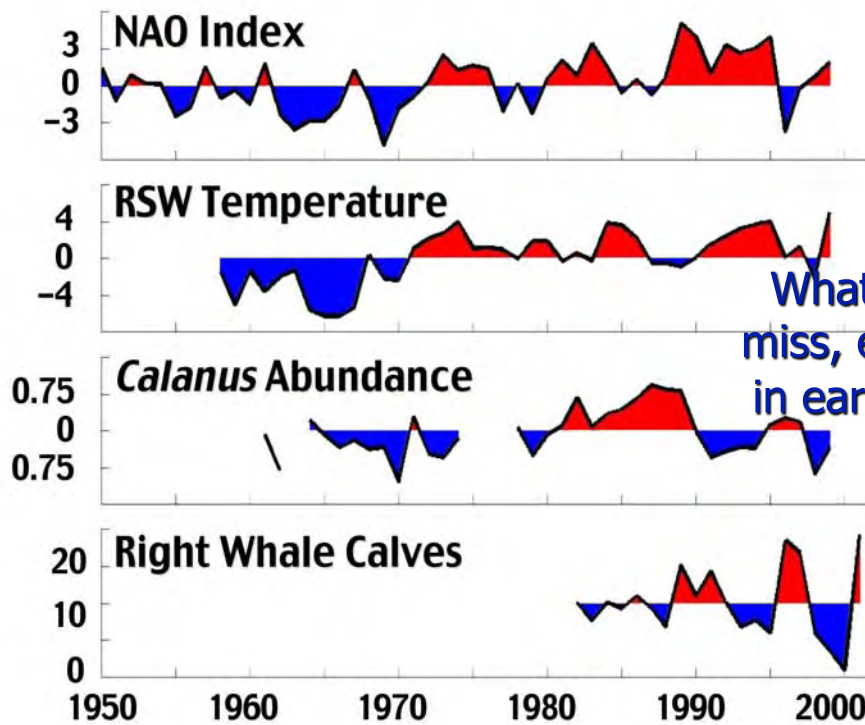 NAO Index
3
0
−3
RSW Temperature
4
0
−4
What
miss, e
in ear
Calanus Abundance
0.75
0
0.75
Right Whale Calves
20
10
0
1950 1960 1970 1980 1990 2000